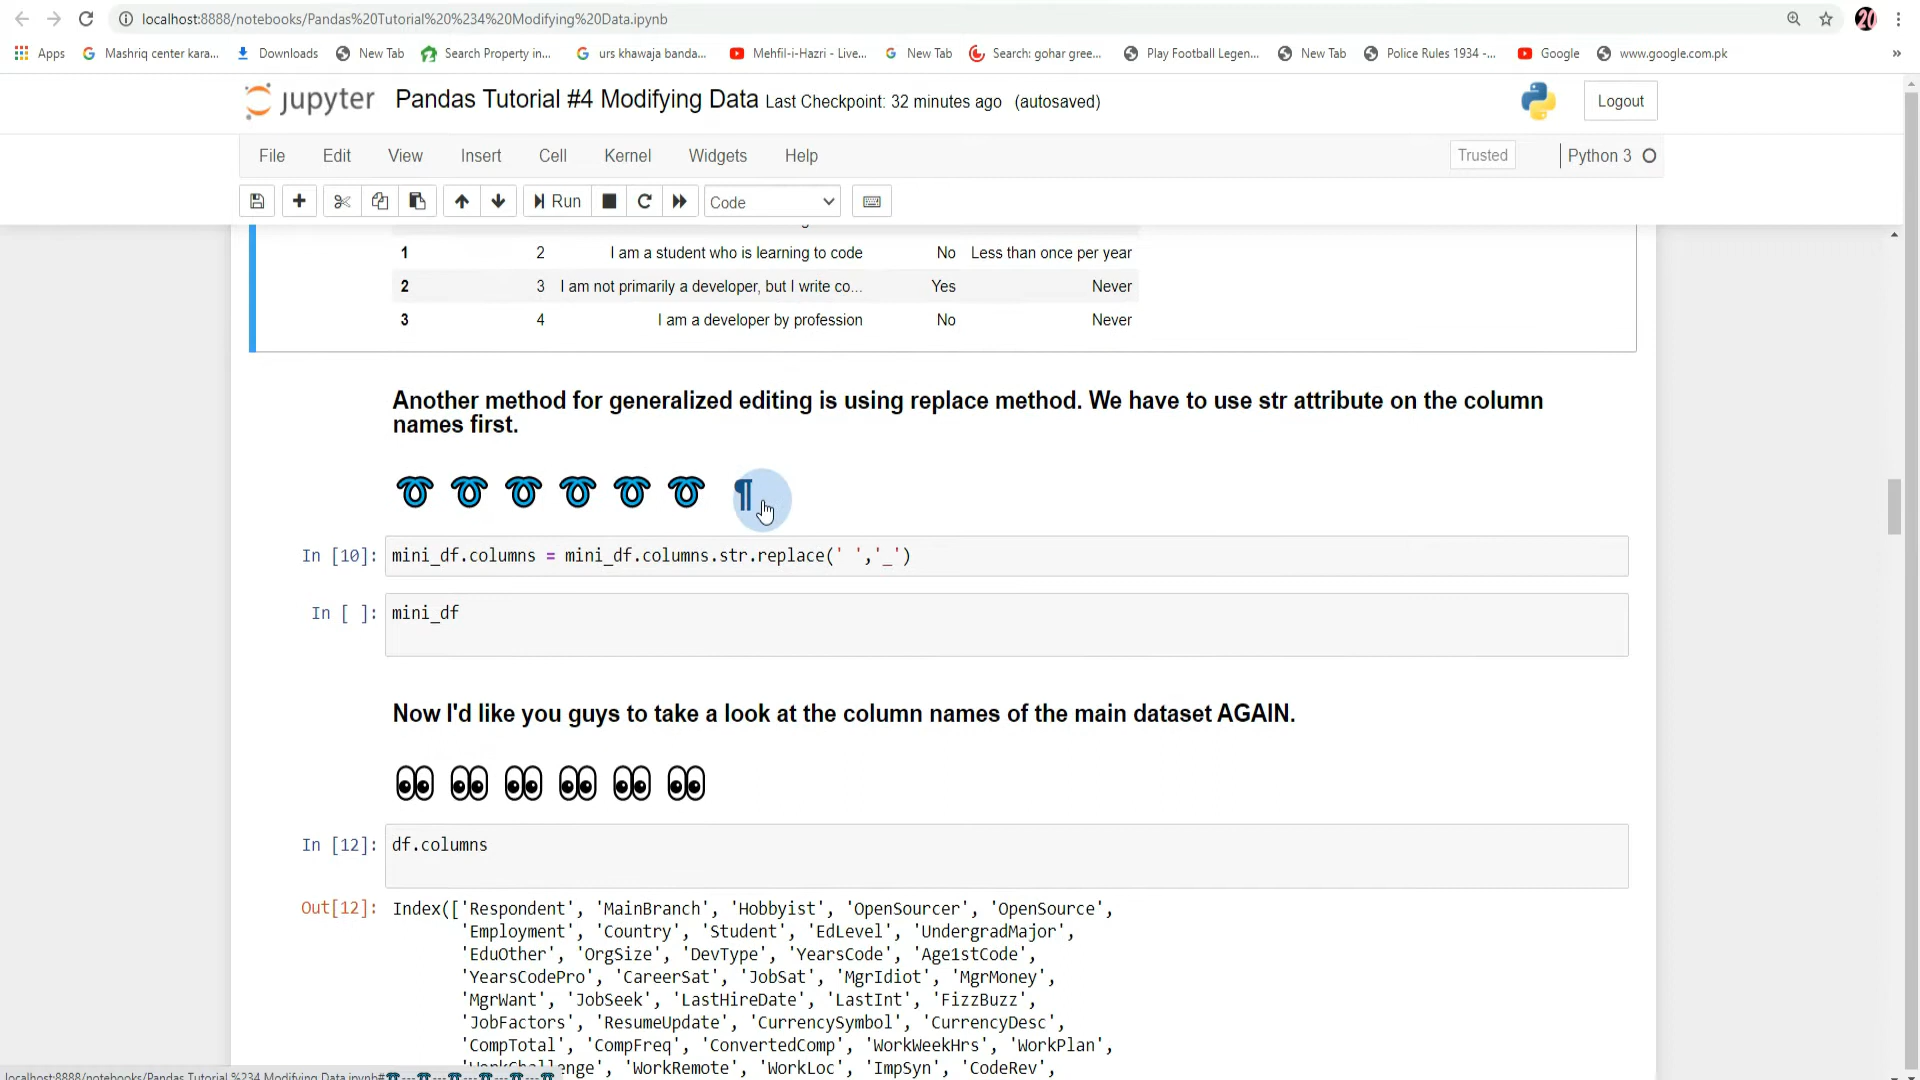 localhost:8888/notebooks/Pandas%20Tutorial%20%234%20Modifying%20Data.ipynb
Apps Mashriq center kara... Downloads New Tab Search Property in... urs khawaja banda... Mehfil-i-Hazri - Live... New Tab Search: gohar gree... Play Football Legen... New Tab Police Rules 1934 -... Google www.google.com.pk »
jupyter Pandas Tutorial #4 Modifying Data Last Checkpoint: 32 minutes ago (autosaved) Logout
File Edit View Insert Cell Kernel Widgets Help Trusted Python 3
Run Code
1 2 I am a student who is learning to code No Less than once per year
2 3 I am not primarily a developer, but I write co... Yes Never
3 4 I am a developer by profession No Never
Another method for generalized editing is using replace method. We have to use str attribute on the column
names first.
➰ ➰ ➰ ➰ ➰ ➰ ¶
In [10]: mini_df.columns = mini_df.columns.str.replace(' ','_')
In [ ]: mini_df
Now I'd like you guys to take a look at the column names of the main dataset AGAIN.
👀 👀 👀 👀 👀 👀
In [12]: df.columns
Out[12]: Index(['Respondent', 'MainBranch', 'Hobbyist', 'OpenSourcer', 'OpenSource',
'Employment', 'Country', 'Student', 'EdLevel', 'UndergradMajor',
'EduOther', 'OrgSize', 'DevType', 'YearsCode', 'Age1stCode',
'YearsCodePro', 'CareerSat', 'JobSat', 'MgrIdiot', 'MgrMoney',
'MgrWant', 'JobSeek', 'LastHireDate', 'LastInt', 'FizzBuzz',
'JobFactors', 'ResumeUpdate', 'CurrencySymbol', 'CurrencyDesc',
'CompTotal', 'CompFreq', 'ConvertedComp', 'WorkWeekHrs', 'WorkPlan',
'WorkChallenge', 'WorkRemote', 'WorkLoc', 'ImpSyn', 'CodeRev',